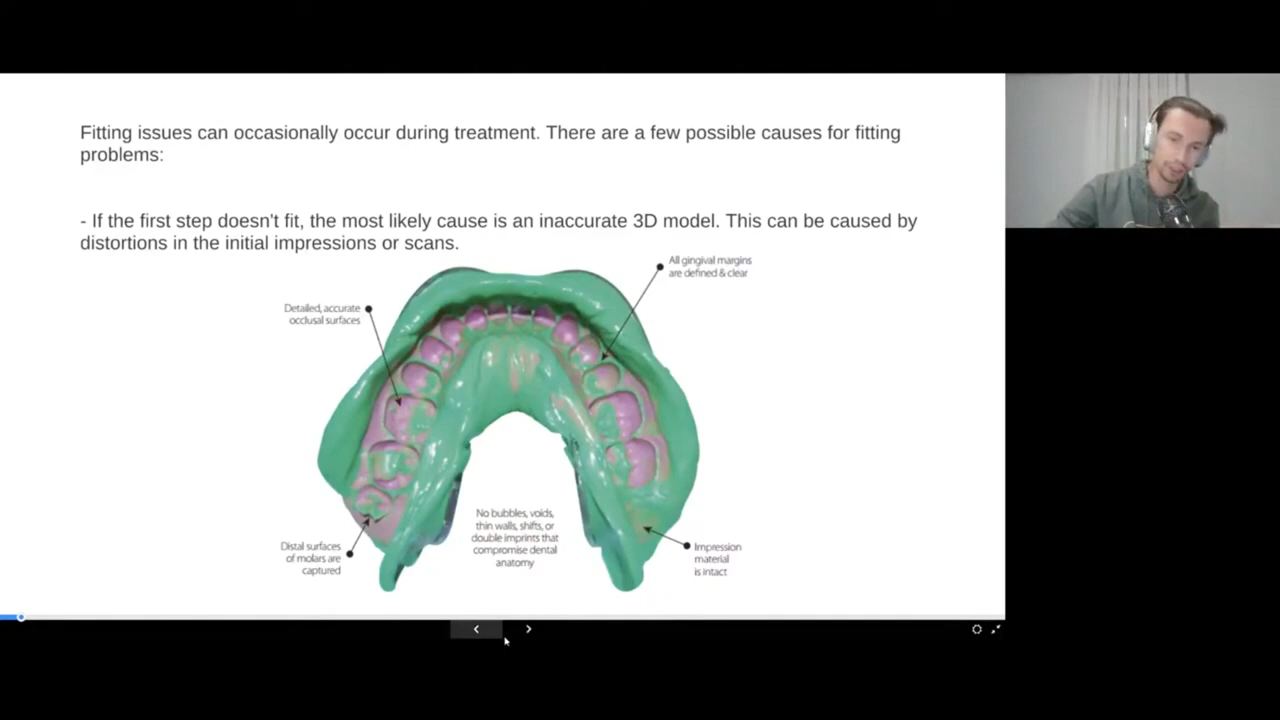 Fitting issues can occasionally occur during treatment. There are a few possible causes for fitting
problems:
- If the first step doesn't fit, the most likely cause is an inaccurate 3D model. This can be caused by
distortions in the initial impressions or scans.
All gingival margins
are defined & clear
Detailed, accurate
occlusal surfaces
No bubbles, voids,
thin walls, shifts, or
double imprints that
compromise dental
anatomy
Distal surfaces
of molars are
captured
Impression
material
is intact